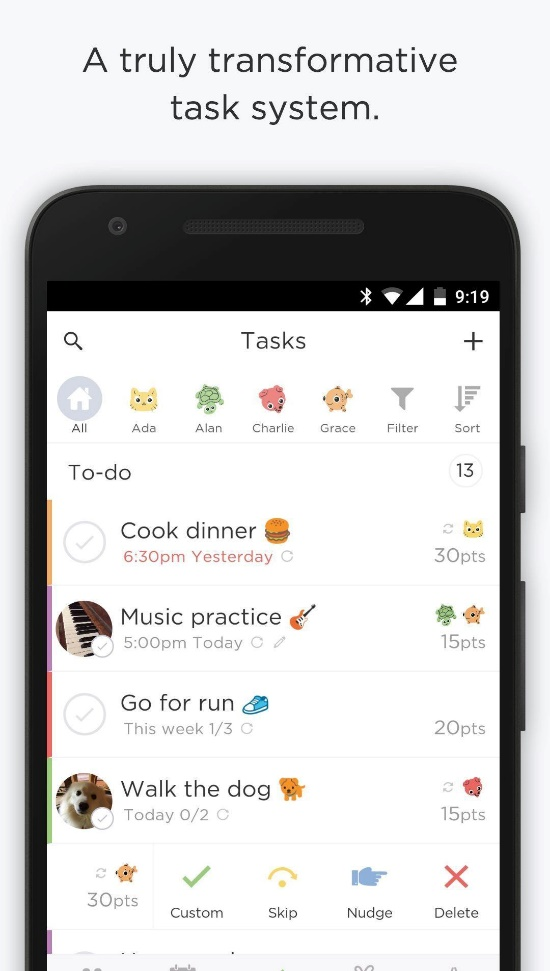 A truly transformative
task system.
9:19
Tasks
All
Ada
Alan
Charlie
Grace
Filter
Sort
To-do
13
Cook dinner
6:30pm Yesterday
30pts
Music practice
5:00pm Today
15pts
Go for run
This week 1/3
20pts
Walk the dog
Today 0/2
15pts
30pts
Custom
Skip
Nudge
Delete